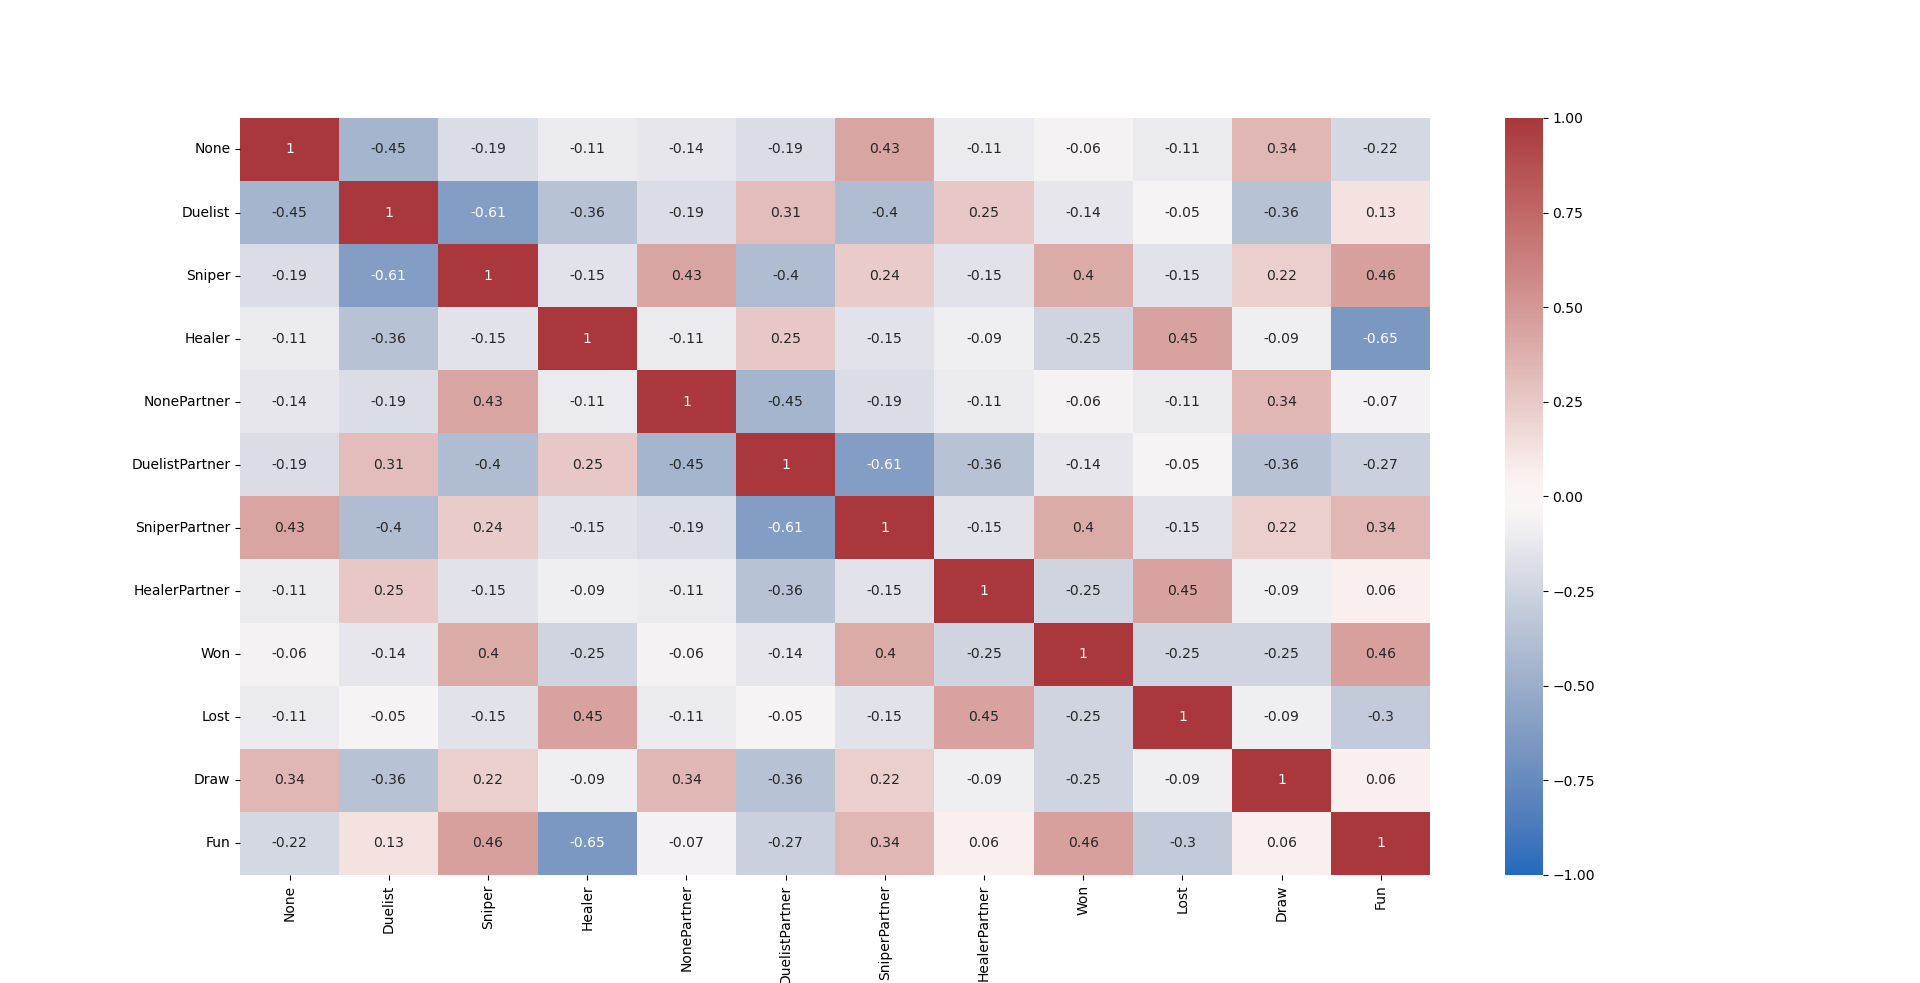 None 1 -0.45 -0.19 -0.11 -0.14 -0.19 0.43 -0.11 -0.06 -0.11 0.34 -0.22
Duelist -0.45 1 -0.61 -0.36 -0.19 0.31 -0.4 0.25 -0.14 -0.05 -0.36 0.13
Sniper -0.19 -0.61 1 -0.15 0.43 -0.4 0.24 -0.15 0.4 -0.15 0.22 0.46
Healer -0.11 -0.36 -0.15 1 -0.11 0.25 -0.15 -0.09 -0.25 0.45 -0.09 -0.65
NonePartner -0.14 -0.19 0.43 -0.11 1 -0.45 -0.19 -0.11 -0.06 -0.11 0.34 -0.07
DuelistPartner -0.19 0.31 -0.4 0.25 -0.45 1 -0.61 -0.36 -0.14 -0.05 -0.36 -0.27
SniperPartner 0.43 -0.4 0.24 -0.15 -0.19 -0.61 1 -0.15 0.4 -0.15 0.22 0.34
HealerPartner -0.11 0.25 -0.15 -0.09 -0.11 -0.36 -0.15 1 -0.25 0.45 -0.09 0.06
Won -0.06 -0.14 0.4 -0.25 -0.06 -0.14 0.4 -0.25 1 -0.25 -0.25 0.46
Lost -0.11 -0.05 -0.15 0.45 -0.11 -0.05 -0.15 0.45 -0.25 1 -0.09 -0.3
Draw 0.34 -0.36 0.22 -0.09 0.34 -0.36 0.22 -0.09 -0.25 -0.09 1 0.06
Fun -0.22 0.13 0.46 -0.65 -0.07 -0.27 0.34 0.06 0.46 -0.3 0.06 1
None Duelist Sniper Healer NonePartner DuelistPartner SniperPartner HealerPartner Won Lost Draw Fun
1.00
0.75
0.50
0.25
0.00
−0.25
−0.50
−0.75
−1.00